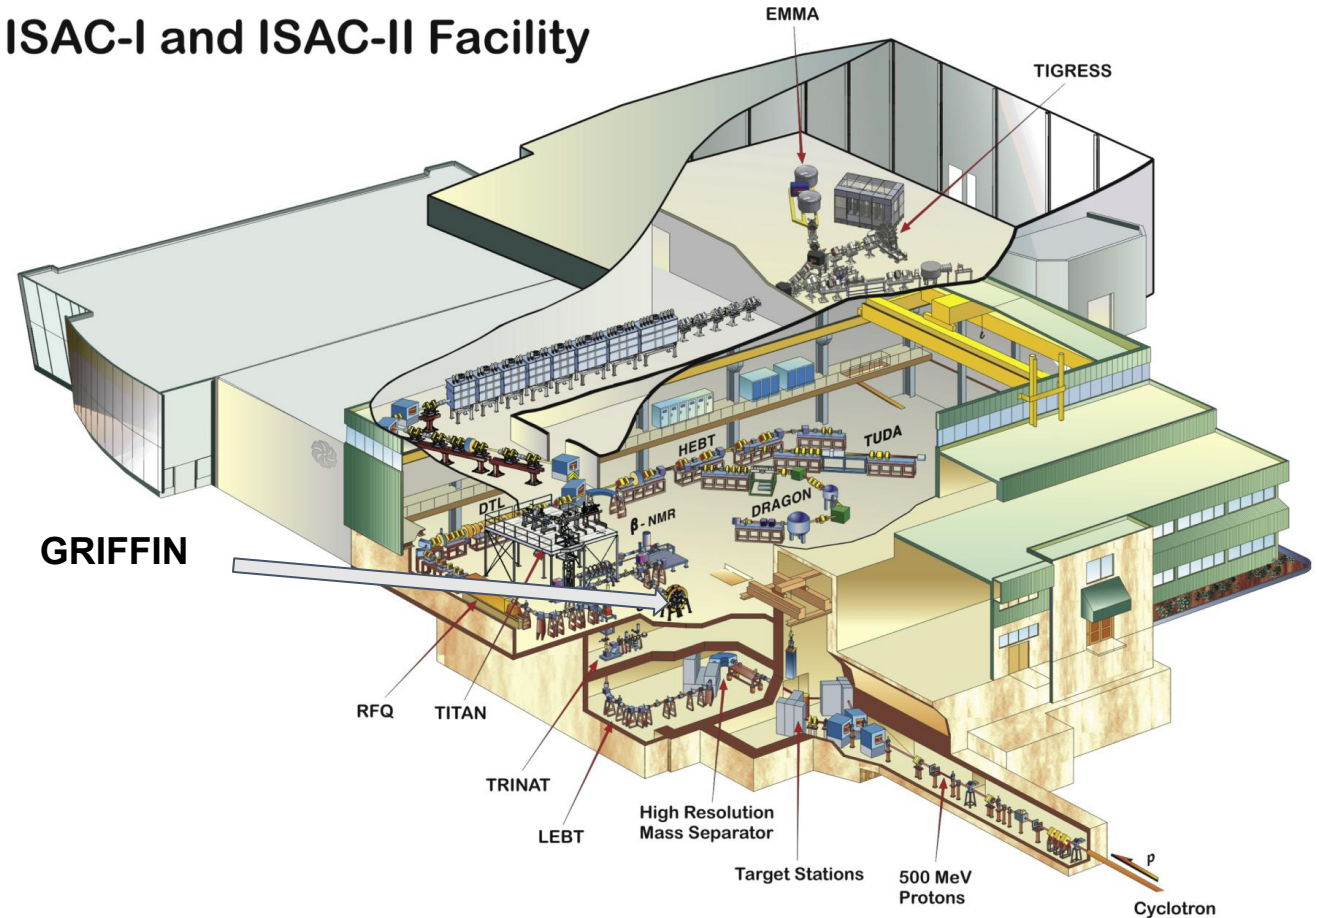 ISAC-I and ISAC-II Facility
EMMA
TIGRESS
HEBT
TUDA
DTL
β-NMR
DRAGON
GRIFFIN
RFQ
TITAN
TRINAT
LEBT
High Resolution
Mass Separator
Target Stations
500 MeV
Protons
p
Cyclotron